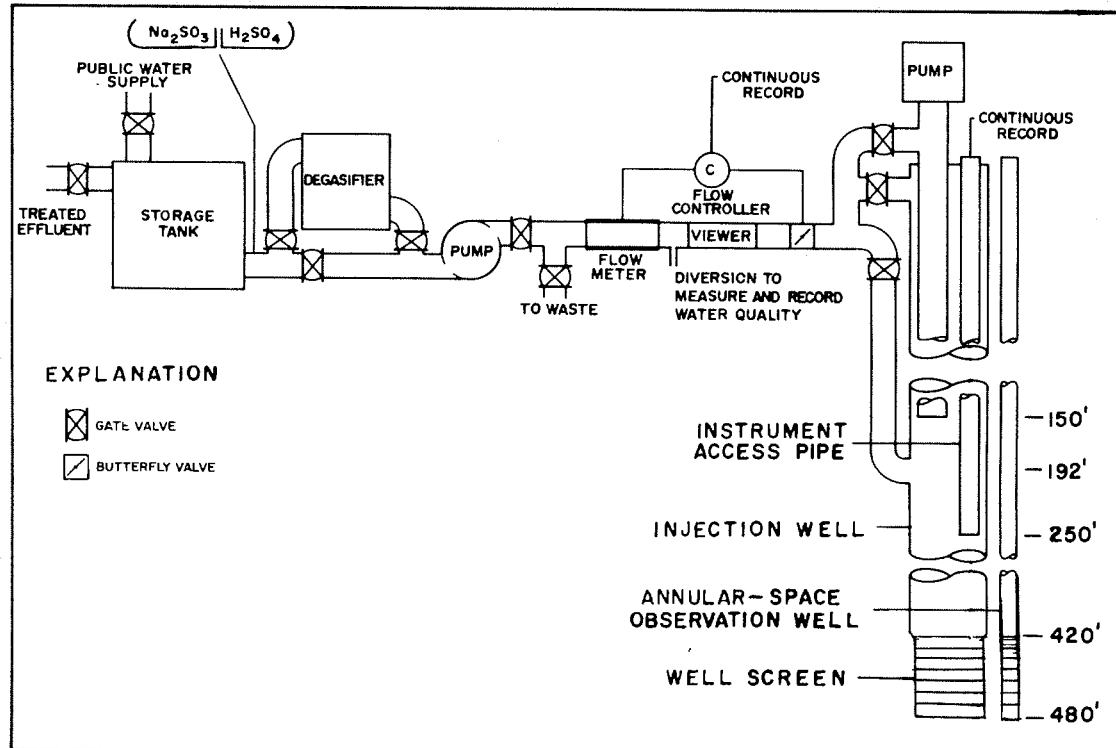 Na2SO3 H2SO4
PUBLIC WATER
SUPPLY
TREATED
EFFLUENT
STORAGE
TANK
DEGASIFIER
PUMP
TO WASTE
FLOW
METER
CONTINUOUS
RECORD
C
FLOW
CONTROLLER
VIEWER
DIVERSION TO
MEASURE AND RECORD
WATER QUALITY
PUMP
CONTINUOUS
RECORD
EXPLANATION
GATE VALVE
BUTTERFLY VALVE
INSTRUMENT
ACCESS PIPE
INJECTION WELL
ANNULAR-SPACE
OBSERVATION WELL
WELL SCREEN
150'
192'
250'
420'
480'